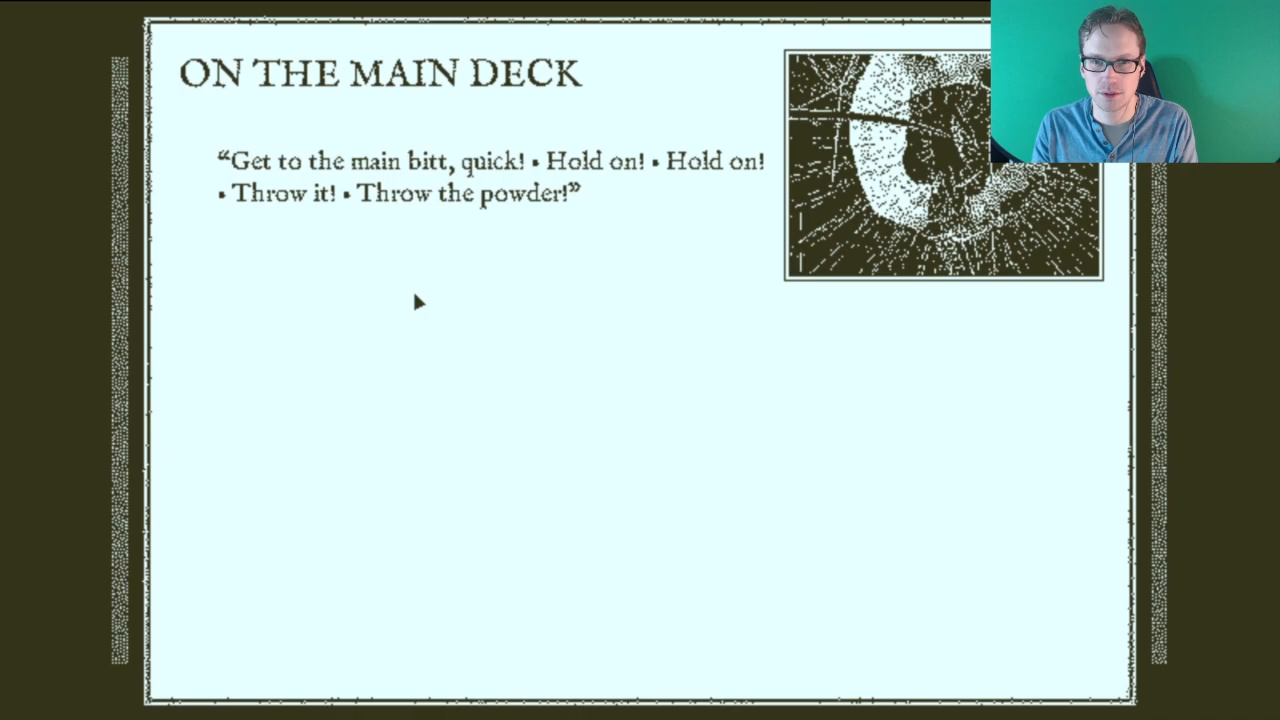 ON THE MAIN DECK
“Get to the main bitt, quick! • Hold on! • Hold on!
• Throw it! • Throw the powder!”